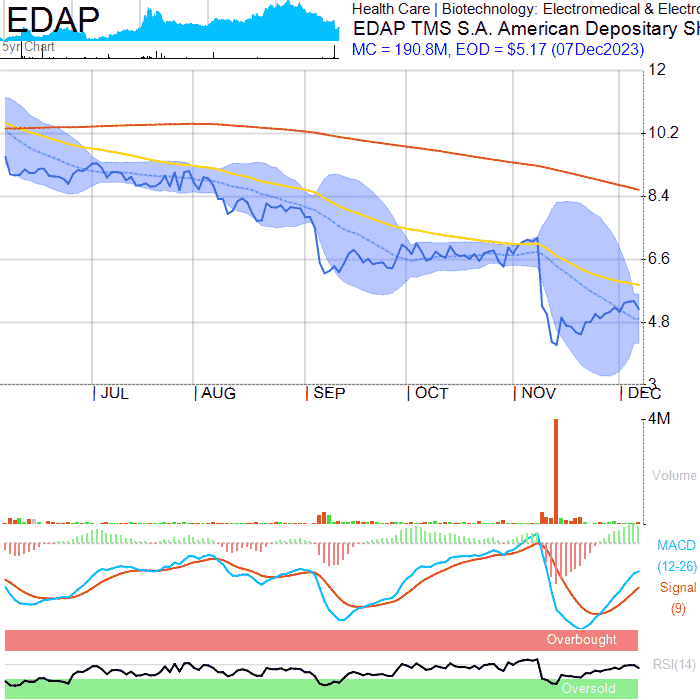 EDAP
5yr Chart
Health Care | Biotechnology: Electromedical & Electro
EDAP TMS S.A. American Depositary Sh
MC = 190.8M, EOD = $5.17 (07Dec2023)
12
10.2
8.4
6.6
4.8
3
JUL AUG SEP OCT NOV DEC
4M
Volume
MACD
(12-26)
Signal
(9)
Overbought
RSI(14)
Oversold